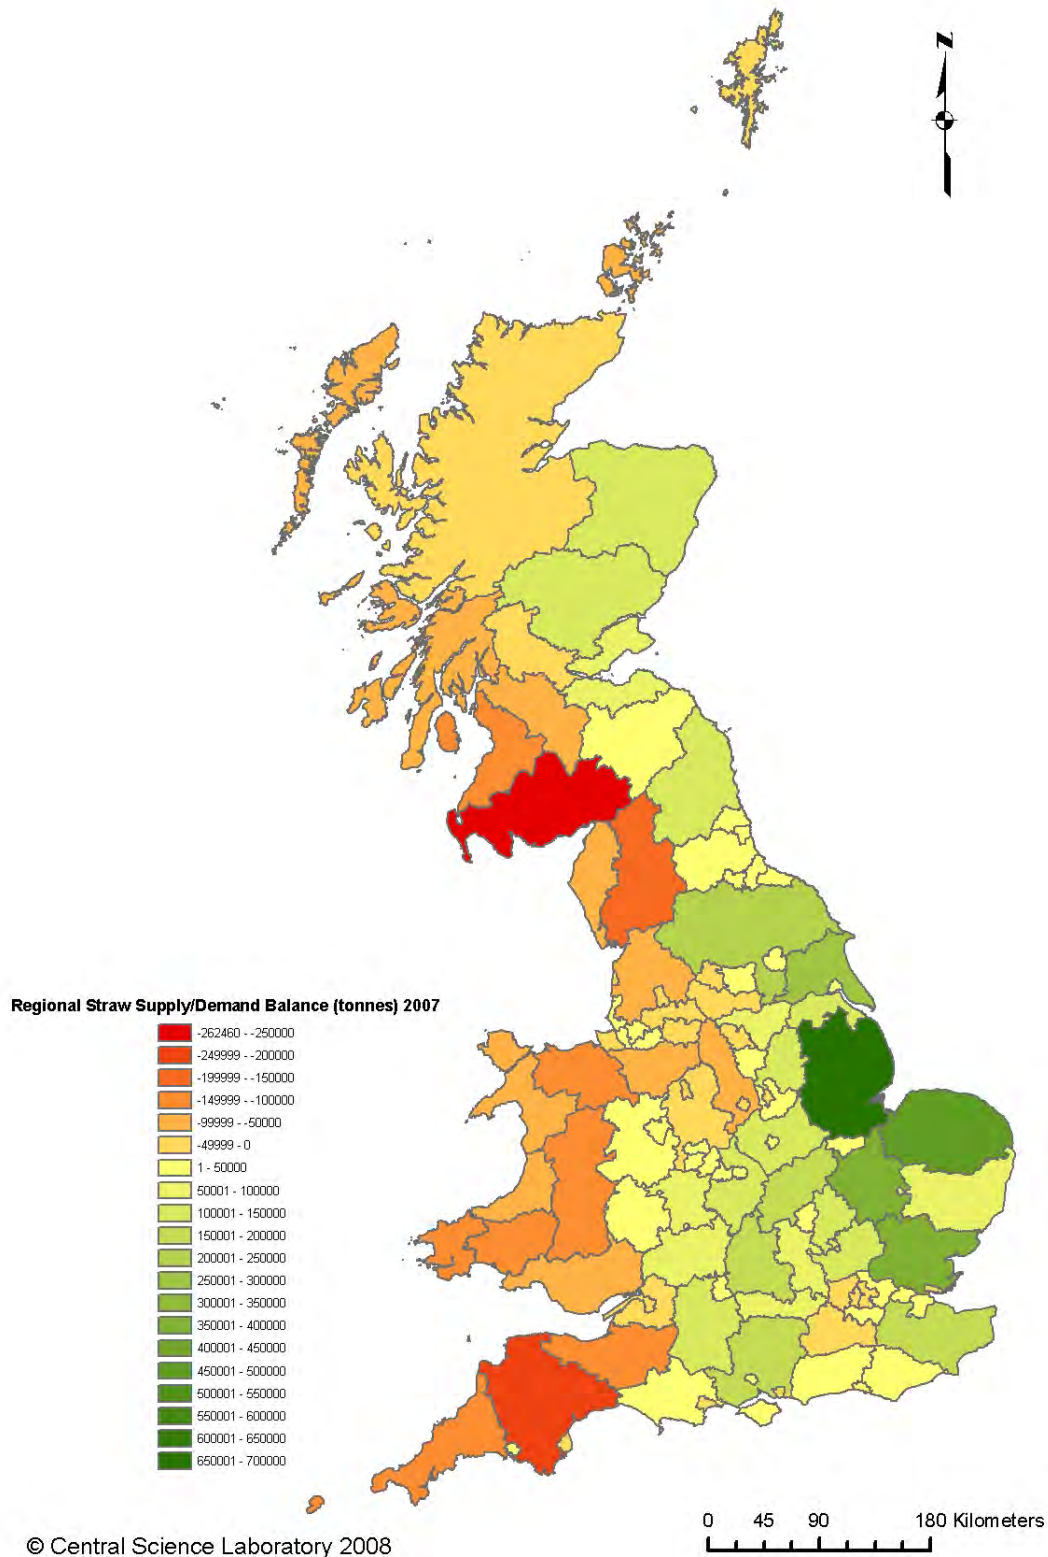 N
Regional Straw Supply/Demand Balance (tonnes) 2007
-262460 - -250000
-249999 - -200000
-199999 - -150000
-149999 - -100000
-99999 - -50000
-49999 - 0
1 - 50000
50001 - 100000
100001 - 150000
150001 - 200000
200001 - 250000
250001 - 300000
300001 - 350000
350001 - 400000
400001 - 450000
450001 - 500000
500001 - 550000
550001 - 600000
600001 - 650000
650001 - 700000
0 45 90 180 Kilometers
© Central Science Laboratory 2008